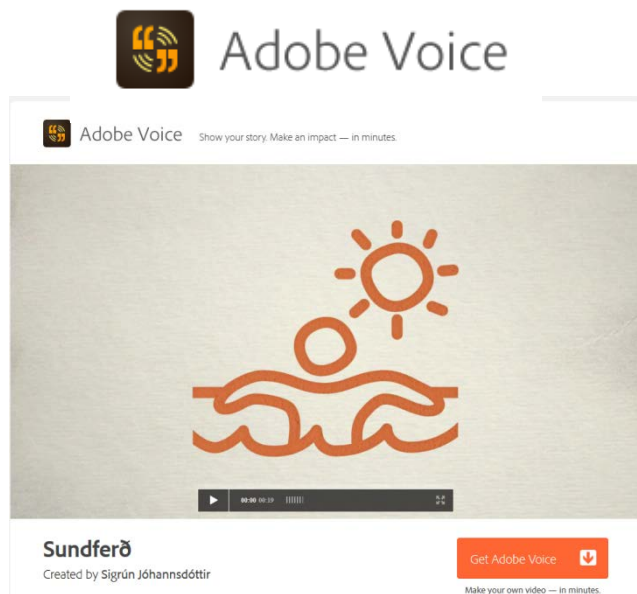 Adobe Voice
Adobe Voice Show your story. Make an impact — in minutes.
00:00 00:19
Sundferð
Created by Sigrún Jóhannsdóttir
Get Adobe Voice
Make your own video — in minutes.